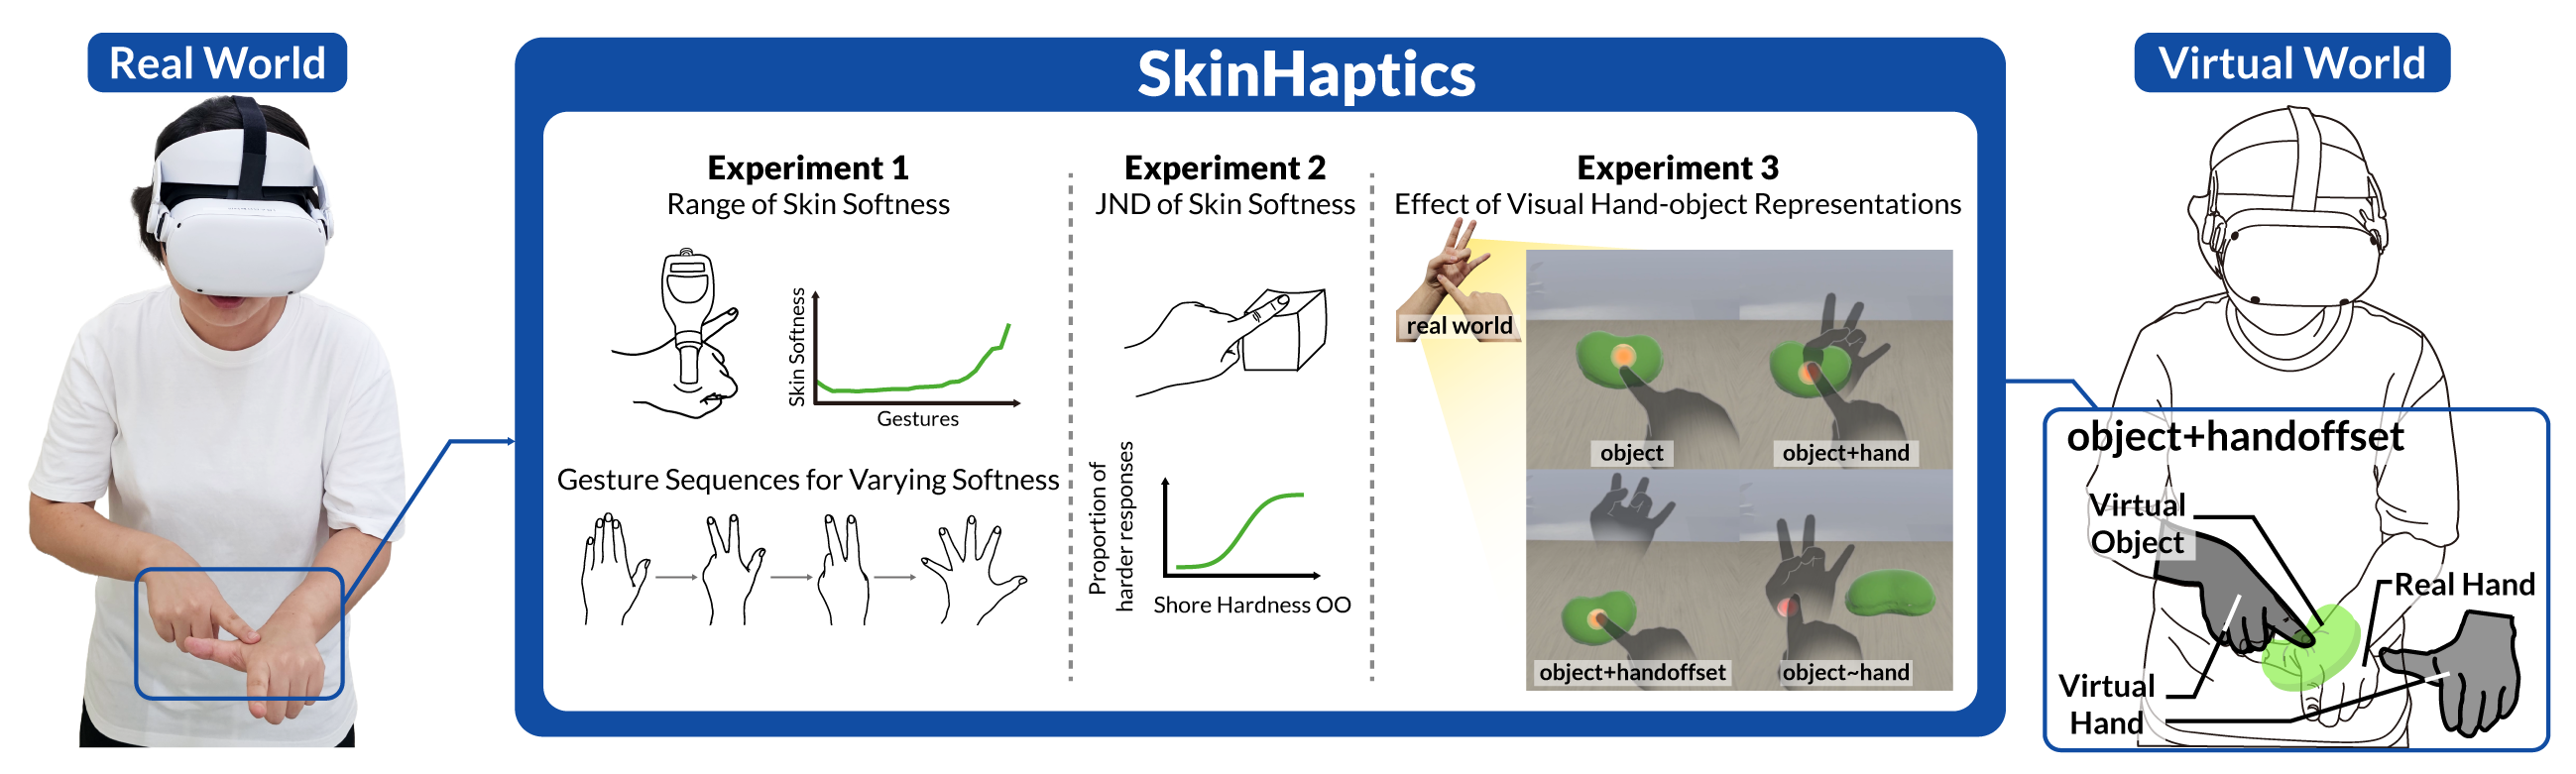 Real World
SkinHaptics
Virtual World
Experiment 1
Range of Skin Softness
Skin Softness
Gestures
Gesture Sequences for Varying Softness
Experiment 2
JND of Skin Softness
Proportion of
harder responses
Shore Hardness OO
Experiment 3
Effect of Visual Hand-object Representations
real world
object
object+hand
object+handoffset
object~hand
object+handoffset
Virtual
Object
Real Hand
Virtual
Hand